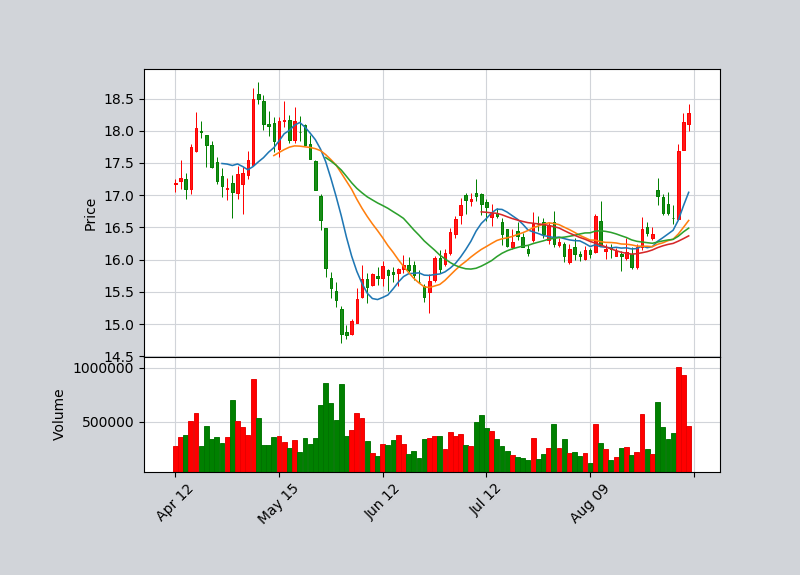 18.5
18.0
17.5
17.0
16.5
16.0
15.5
15.0
14.5
Price
1000000
500000
Volume
Apr 12
May 15
Jun 12
Jul 12
Aug 09